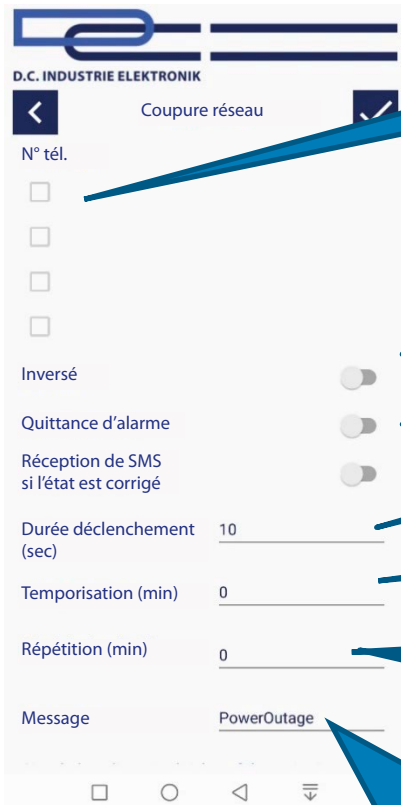 D.C. INDUSTRIE ELEKTRONIK
Coupure réseau
N° tél.
Inversé
Quittance d'alarme
Réception de SMS
si l'état est corrigé
Durée déclenchement
(sec)
10
Temporisation (min)
0
Répétition (min)
0
Message
PowerOutage